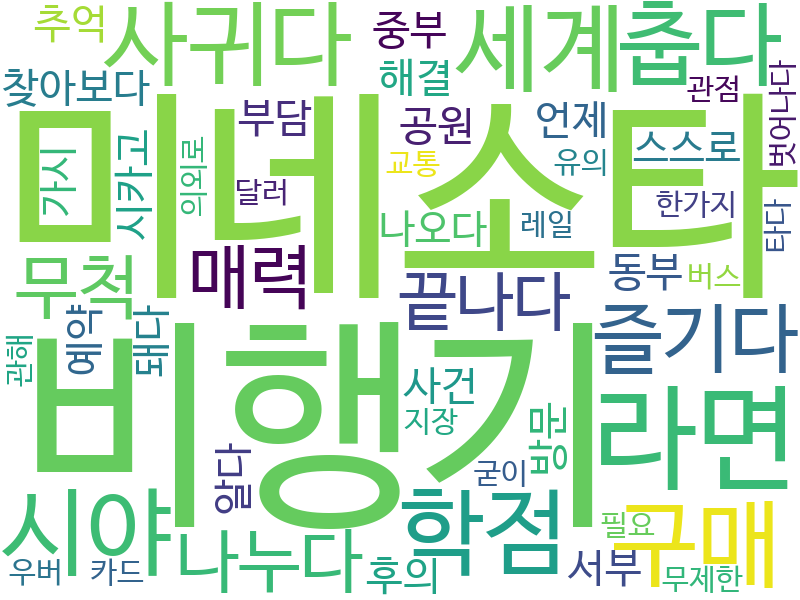 추억
사귀다
중부
세계
춥다
찾아보다
해결
관점
미네소타
부담
공원
언제
벗어나다
가시
시카고
의외로
교통
유의
스스로
달러
한가지
무척
매력
나오다
레일
타다
끝나다
동부
버스
관해
예약
돼다
즐기다
비행기
사건
지장
라면
알다
방문
굳이
시야
나누다
학점
필요
구매
우버
카드
후의
서부
무제한